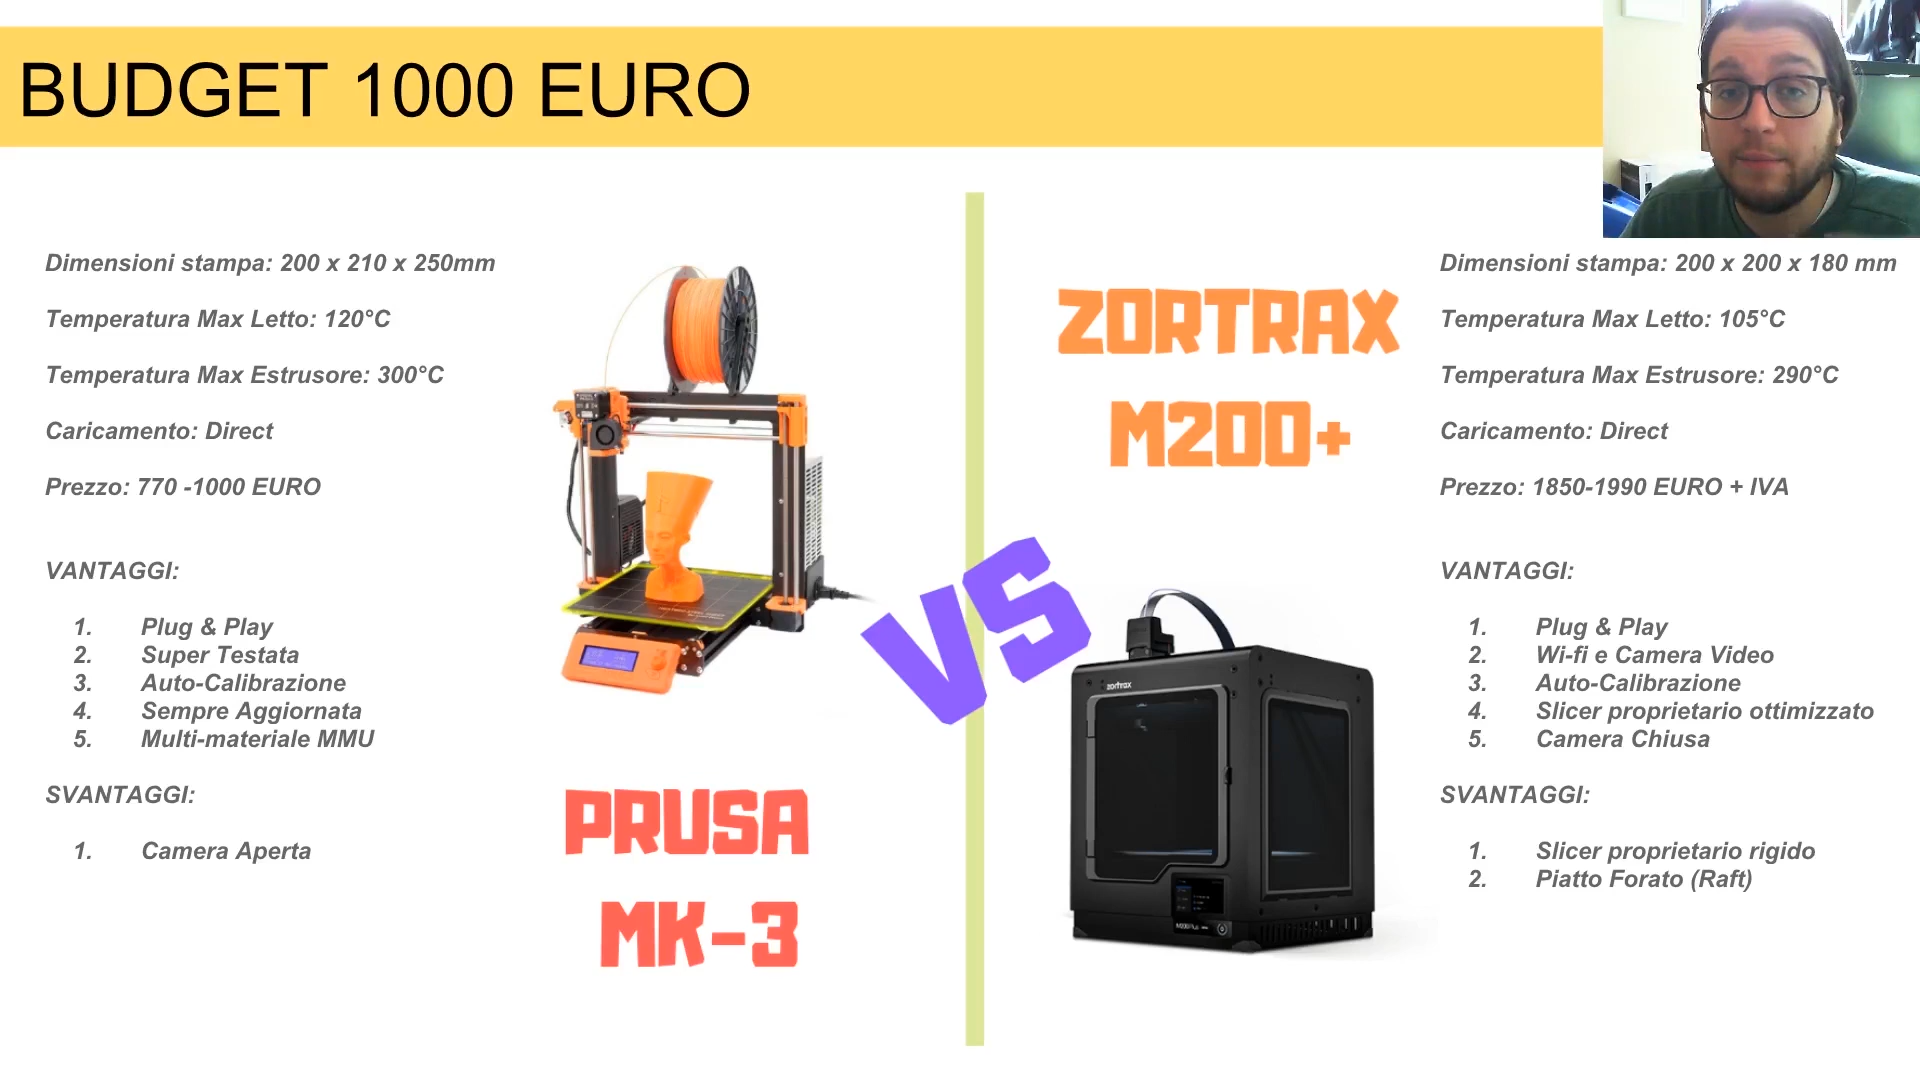 BUDGET 1000 EURO
Dimensioni stampa: 200 x 210 x 250mm
Temperatura Max Letto: 120°C
Temperatura Max Estrusore: 300°C
Caricamento: Direct
Prezzo: 770 -1000 EURO
VANTAGGI:
1. Plug & Play
2. Super Testata
3. Auto-Calibrazione
4. Sempre Aggiornata
5. Multi-materiale MMU
SVANTAGGI:
1. Camera Aperta
PRUSA
MK-3
VS
ZORTRAX
M200+
zortrax
Dimensioni stampa: 200 x 200 x 180 mm
Temperatura Max Letto: 105°C
Temperatura Max Estrusore: 290°C
Caricamento: Direct
Prezzo: 1850-1990 EURO + IVA
VANTAGGI:
1. Plug & Play
2. Wi-fi e Camera Video
3. Auto-Calibrazione
4. Slicer proprietario ottimizzato
5. Camera Chiusa
SVANTAGGI:
1. Slicer proprietario rigido
2. Piatto Forato (Raft)